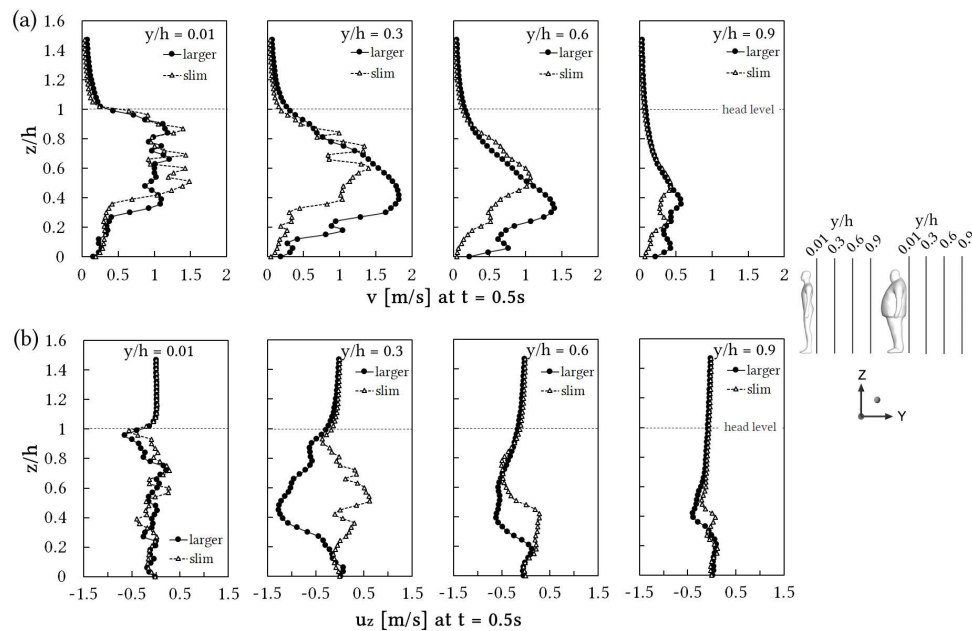 (a)
1.6
1.4
1.2
1
0.8
0.6
0.4
0.2
0
z/h
y/h = 0.01
larger
slim
y/h = 0.3
larger
slim
y/h = 0.6
larger
slim
y/h = 0.9
larger
slim
head level
0 0.5 1 1.5 2
0 0.5 1 1.5 2
0 0.5 1 1.5 2
0 0.5 1 1.5 2
v [m/s] at t = 0.5s
y/h
0.01 0.3 0.6 0.9
y/h
0.01 0.3 0.6 0.9
Z
Y
(b)
1.6
1.4
1.2
1
0.8
0.6
0.4
0.2
0
z/h
y/h = 0.01
larger
slim
y/h = 0.3
larger
slim
y/h = 0.6
larger
slim
y/h = 0.9
larger
slim
head level
-1.5 -0.5 0.5 1.5
-1.5 -0.5 0.5 1.5
-1.5 -0.5 0.5 1.5
-1.5 -0.5 0.5 1.5
uz [m/s] at t = 0.5s